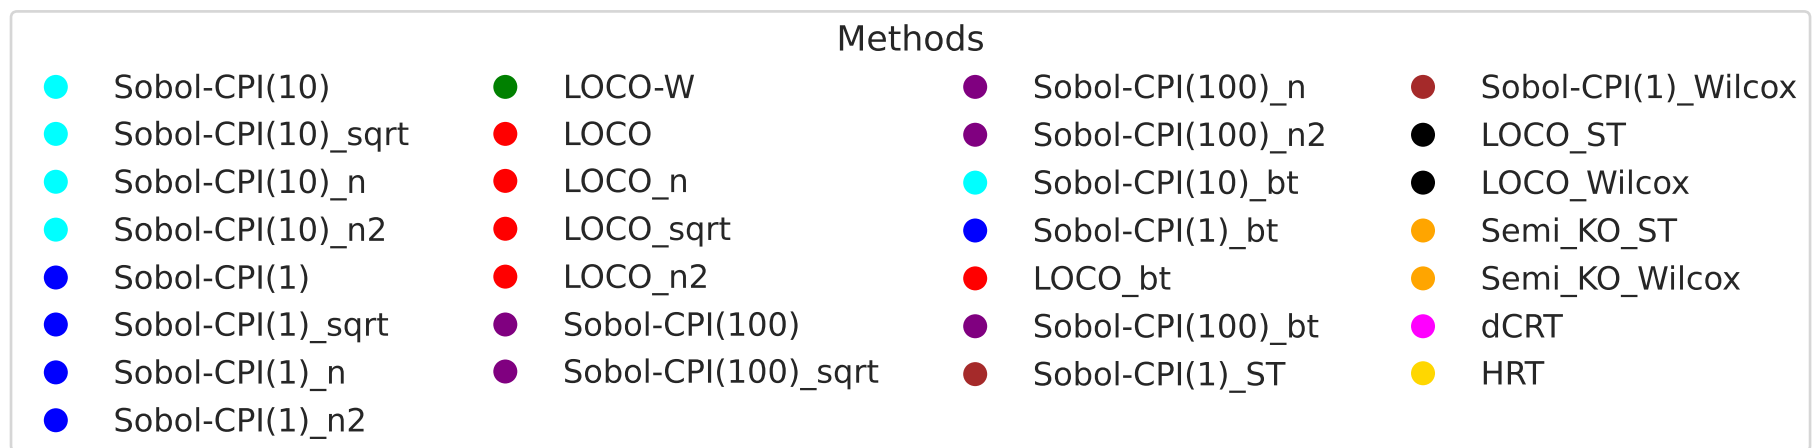 Methods
Sobol-CPI(10)
Sobol-CPI(10)_sqrt
Sobol-CPI(10)_n
Sobol-CPI(10)_n2
Sobol-CPI(1)
Sobol-CPI(1)_sqrt
Sobol-CPI(1)_n
Sobol-CPI(1)_n2
LOCO-W
LOCO
LOCO_n
LOCO_sqrt
LOCO_n2
Sobol-CPI(100)
Sobol-CPI(100)_sqrt
Sobol-CPI(100)_n
Sobol-CPI(100)_n2
Sobol-CPI(10)_bt
Sobol-CPI(1)_bt
LOCO_bt
Sobol-CPI(100)_bt
Sobol-CPI(1)_ST
Sobol-CPI(1)_Wilcox
LOCO_ST
LOCO_Wilcox
Semi_KO_ST
Semi_KO_Wilcox
dCRT
HRT